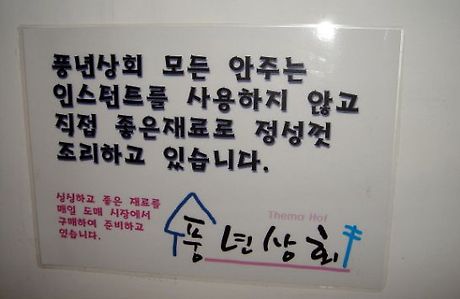 풍년상회 모든 안주는
인스턴트를 사용하지 않고
직접 좋은재료로 정성껏
조리하고 있습니다.
싱싱하고 좋은 재료를
매일 도매 시장에서
구매하여 준비하고
있습니다.
Thema Hof
풍년상회